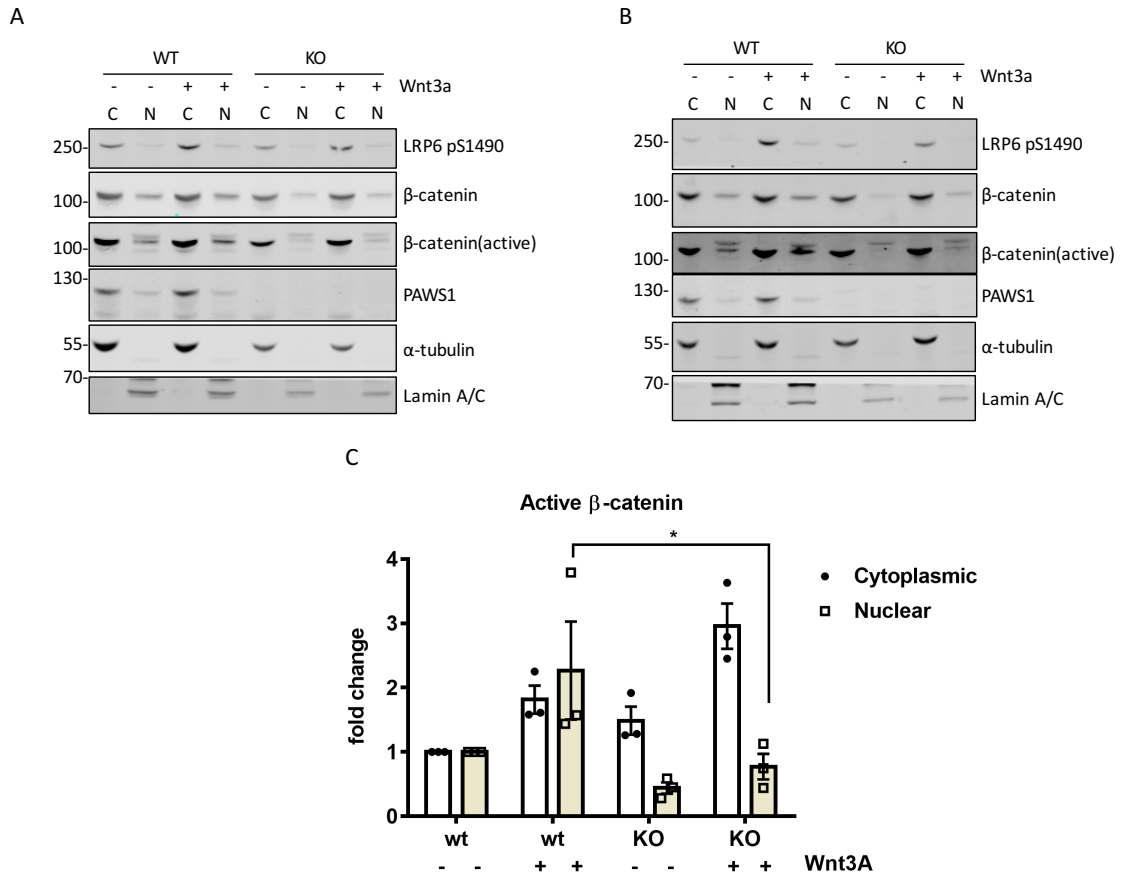 A
WT KO
- - + + - - + + Wnt3a
C N C N C N C N
250- LRP6 pS1490
100- β-catenin
100- β-catenin(active)
130- PAWS1
55- α-tubulin
70- Lamin A/C
B
WT KO
- - + + - - + + Wnt3a
C N C N C N C N
250- LRP6 pS1490
100- β-catenin
100- β-catenin(active)
130- PAWS1
55- α-tubulin
70- Lamin A/C
C
Active β-catenin
*
4
3
2
1
0
fold change
Cytoplasmic
Nuclear
wt wt KO KO
- - + + - - + + Wnt3A